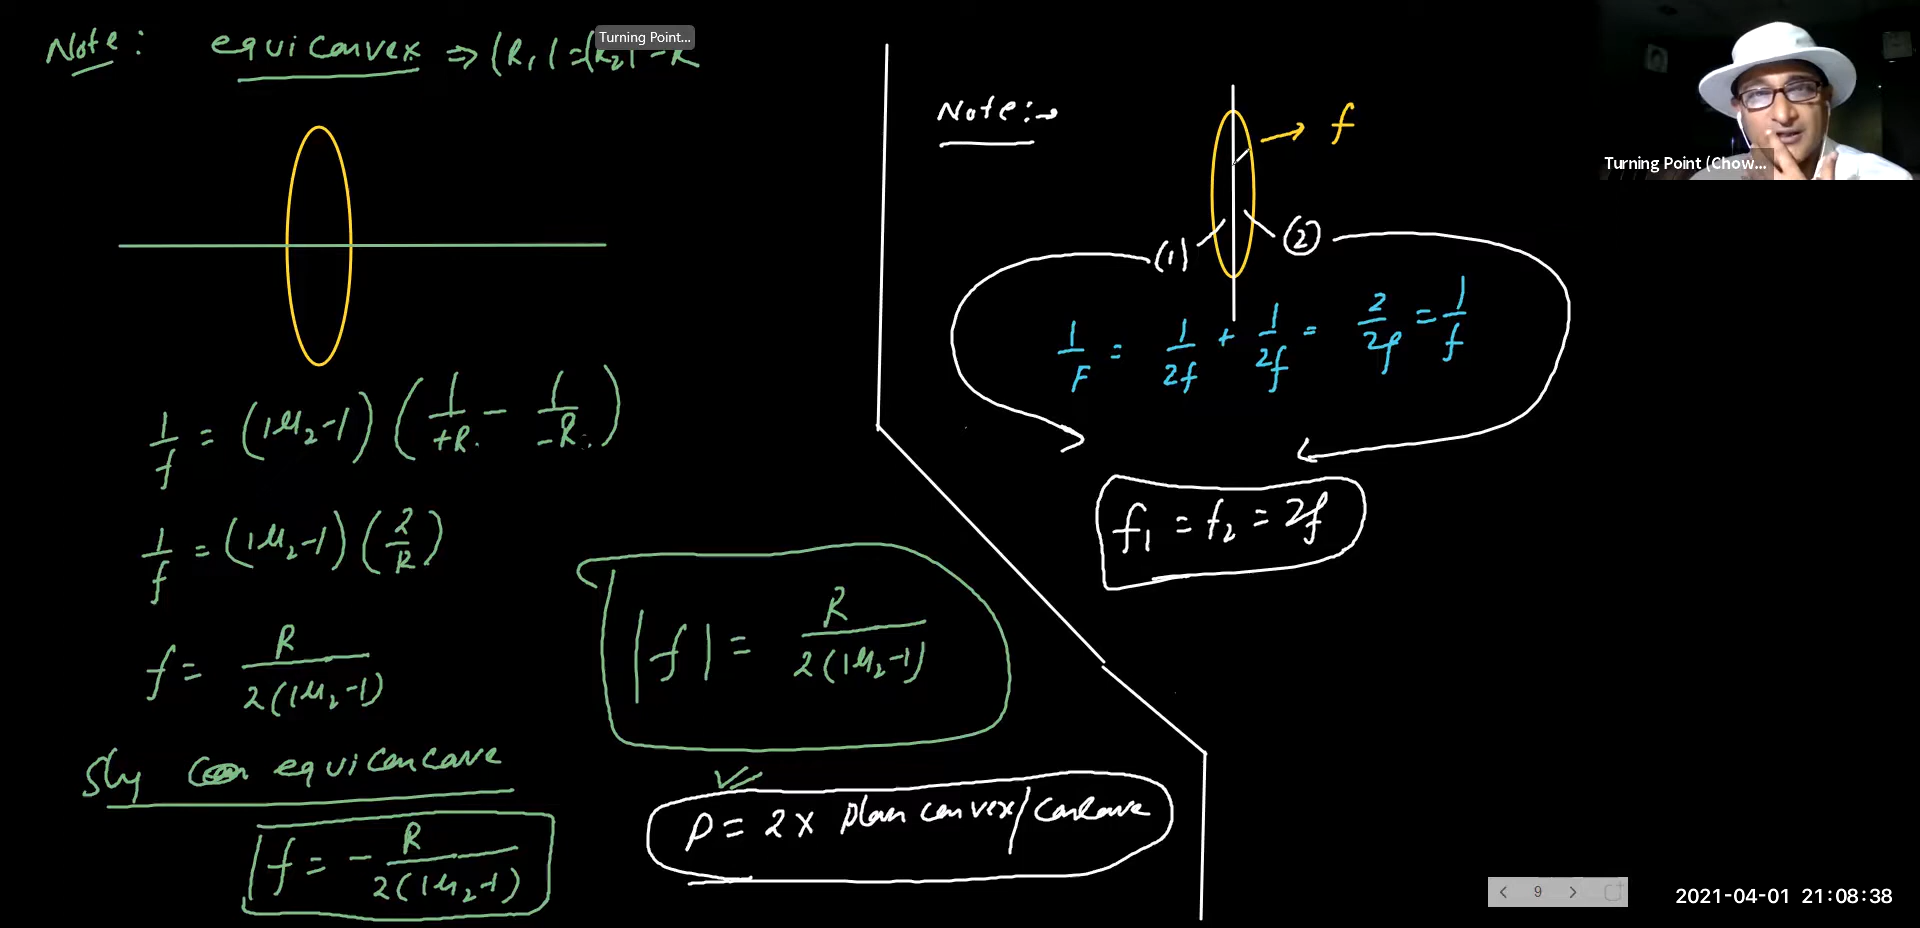 Note: equiconvex ⇒ |R₁| = |R₂| = R
Turning Point...
1/f = (₁μ₂-1) (1/+R - 1/-R)
1/f = (₁μ₂-1) (2/R)
f = R/2(₁μ₂-1)
Sly equiconcave
f = - R/2(₁μ₂-1)
|f| = R/2(₁μ₂-1)
P = 2 x plan convex/concave
Note:→
→ f
(1) (2)
1/F = 1/2f + 1/2f = 2/2f = 1/f
f₁ = f₂ = 2f
Turning Point (Chow...
9
2021-04-01 21:08:38